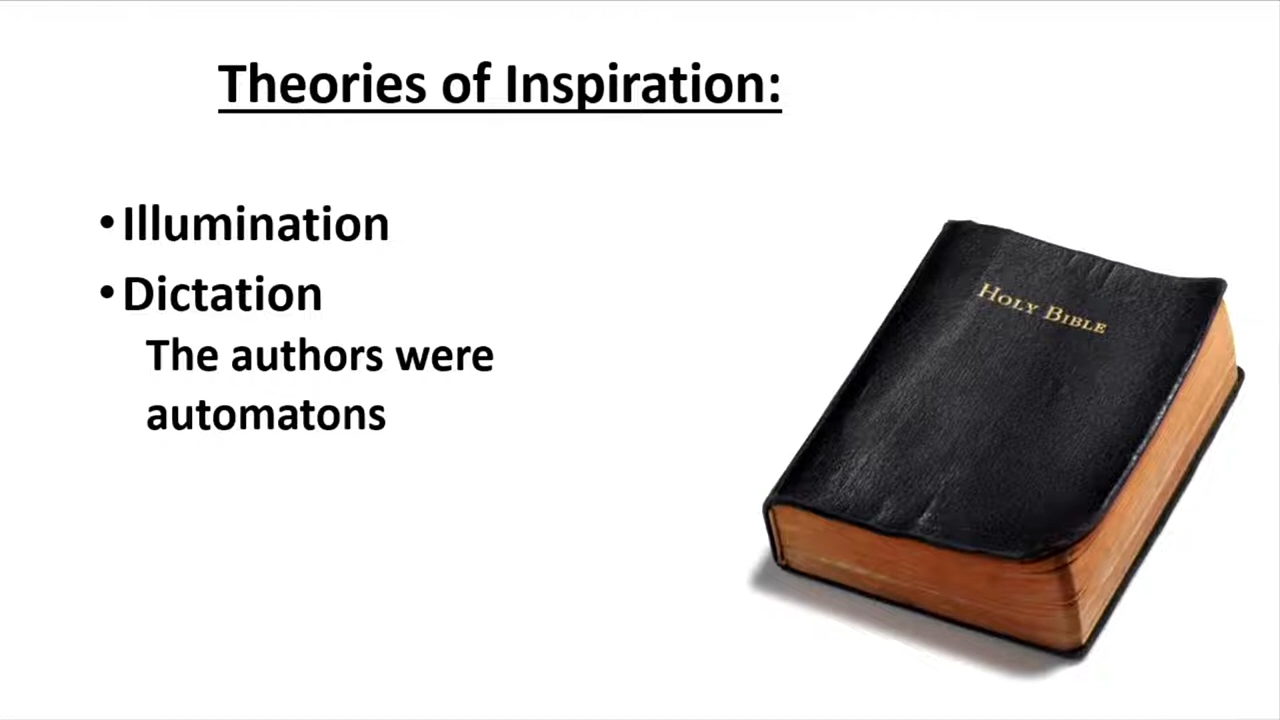 Theories of Inspiration:
•Illumination
•Dictation
The authors were
automatons
HOLY BIBLE